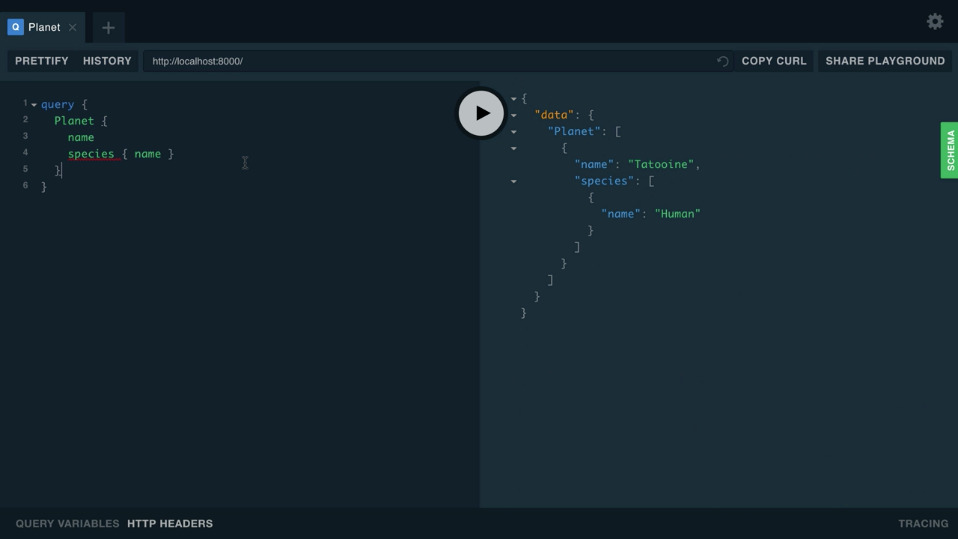 Q Planet
PRETTIFY HISTORY http://localhost:8000/ COPY CURL SHARE PLAYGROUND
1 query {
2 Planet {
3 name
4 species { name }
5 }
6 }
{
"data": {
"Planet": [
{
"name": "Tatooine",
"species": [
{
"name": "Human"
}
]
}
]
}
}
SCHEMA
QUERY VARIABLES HTTP HEADERS TRACING